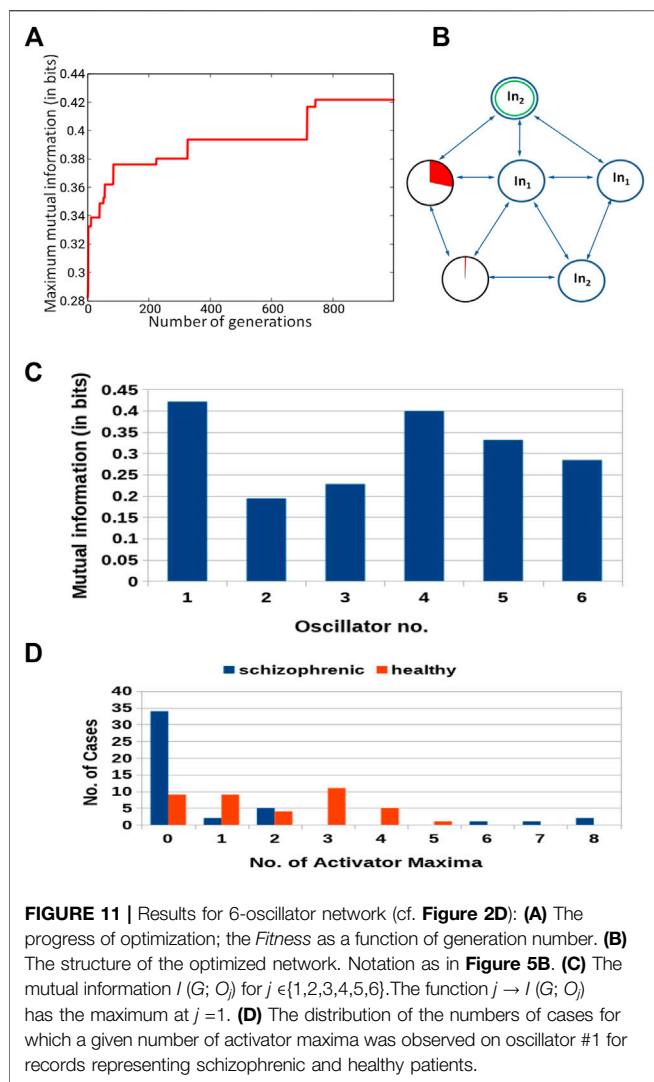 A
Maximum mutual information (in bits)
0.44
0.42
0.4
0.38
0.36
0.34
0.32
0.3
0.28
0
200
400
600
800
Number of generations
B
In2
In1
In1
In2
C
Mutual information (in bits)
0.45
0.4
0.35
0.3
0.25
0.2
0.15
0.1
0.05
0
1
2
3
4
5
6
Oscillator no.
D
schizophrenic
healthy
No. of Cases
40
35
30
25
20
15
10
5
0
0
1
2
3
4
5
6
7
8
No. of Activator Maxima
FIGURE 11 | Results for 6-oscillator network (cf. Figure 2D): (A) The
progress of optimization; the Fitness as a function of generation number. (B)
The structure of the optimized network. Notation as in Figure 5B. (C) The
mutual information I (G; Oj) for j ϵ{1,2,3,4,5,6}.The function j → I (G; Oj)
has the maximum at j =1. (D) The distribution of the numbers of cases for
which a given number of activator maxima was observed on oscillator #1 for
records representing schizophrenic and healthy patients.